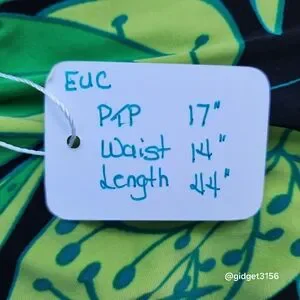 EUC
PTP 17"
Waist 14"
Length 44"
@gidget3156